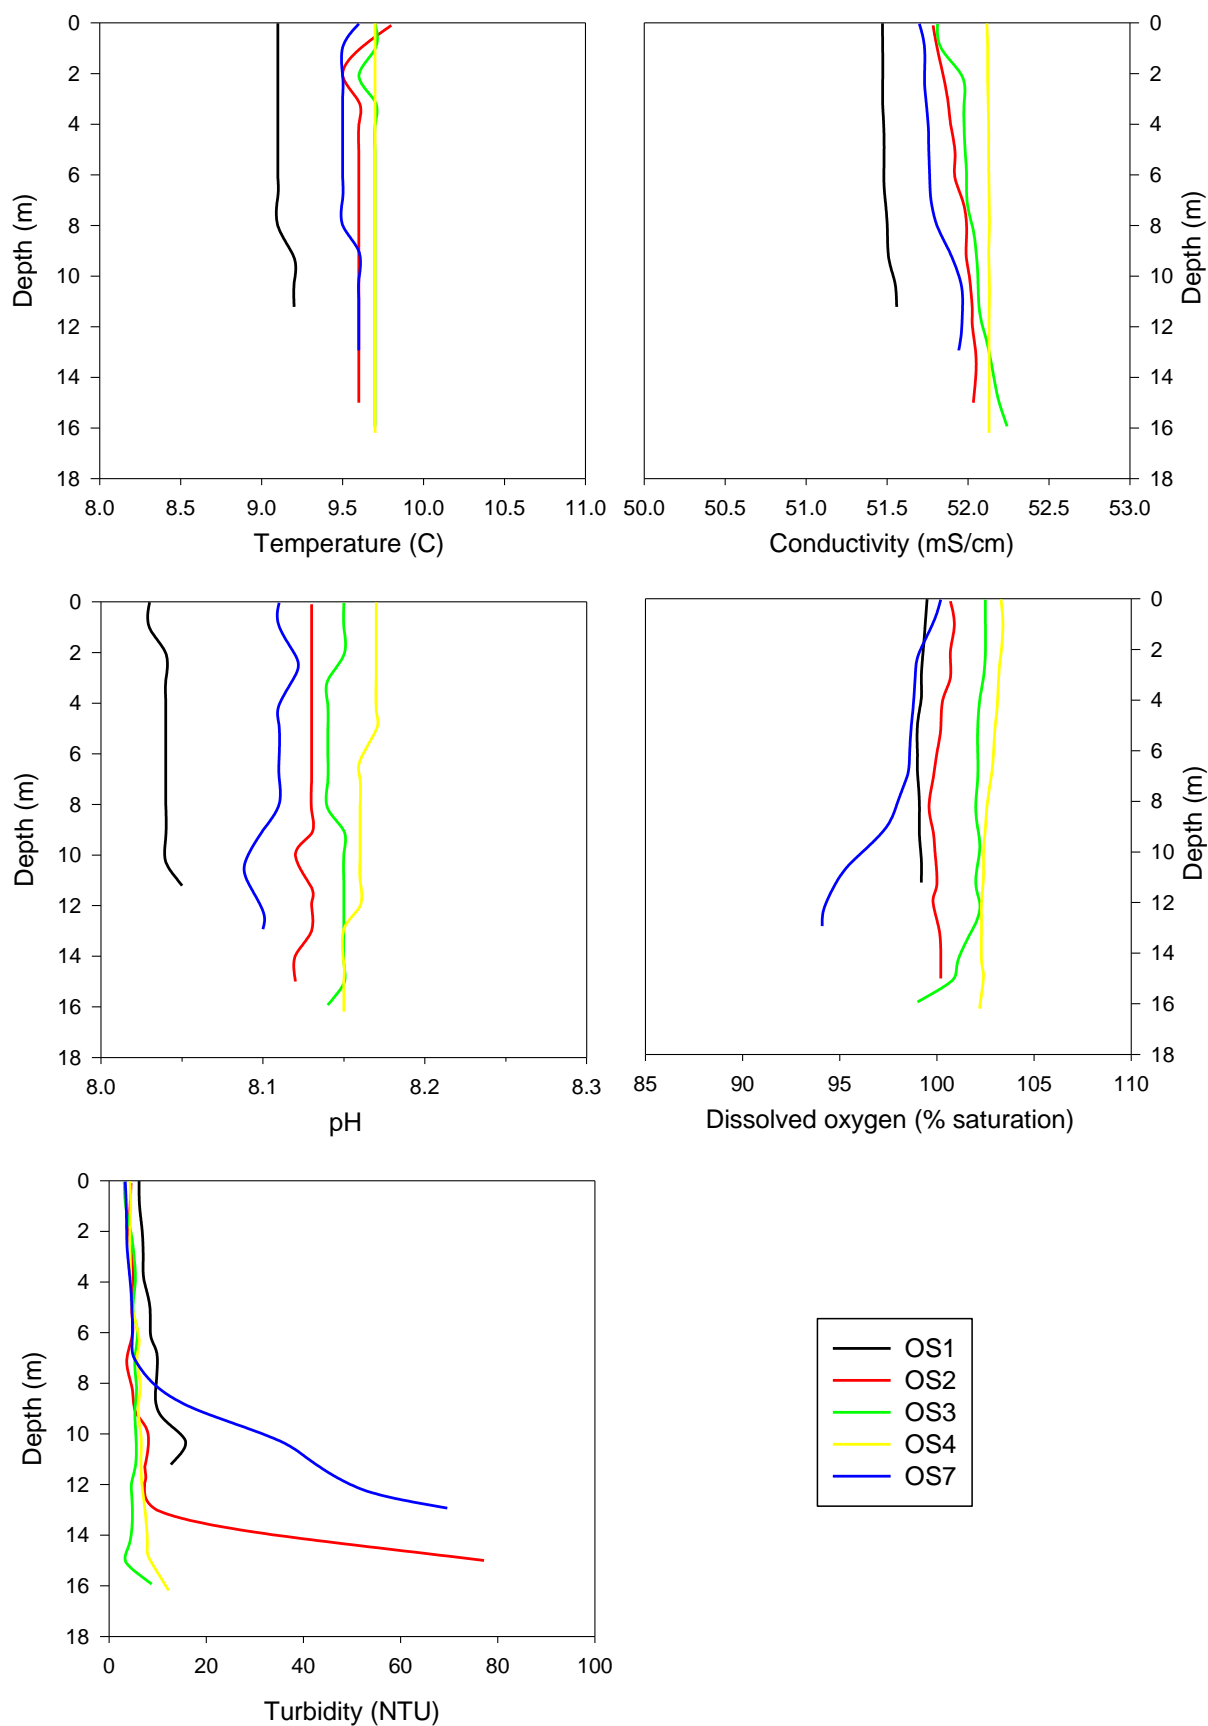 0
2
4
6
8
10
12
14
16
18
Depth (m)
8.0 8.5 9.0 9.5 10.0 10.5 11.0
Temperature (C)
0
2
4
6
8
10
12
14
16
18
Depth (m)
50.0 50.5 51.0 51.5 52.0 52.5 53.0
Conductivity (mS/cm)
0
2
4
6
8
10
12
14
16
18
Depth (m)
8.0 8.1 8.2 8.3
pH
0
2
4
6
8
10
12
14
16
18
Depth (m)
85 90 95 100 105 110
Dissolved oxygen (% saturation)
0
2
4
6
8
10
12
14
16
18
Depth (m)
0 20 40 60 80 100
Turbidity (NTU)
OS1
OS2
OS3
OS4
OS7